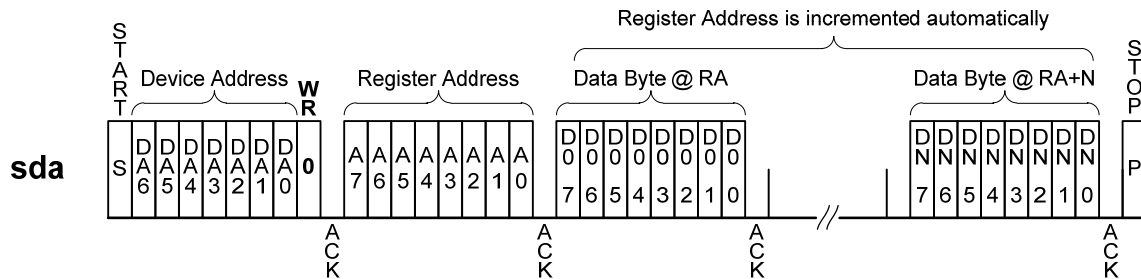 Register Address is incremented automatically
START
Device Address
WR
Register Address
Data Byte @ RA
Data Byte @ RA+N
STOP
sda
S DA6 DA5 DA4 DA3 DA2 DA1 DA0 0 A7 A6 A5 A4 A3 A2 A1 A0 D07 D06 D05 D04 D03 D02 D01 D00 DN7 DN6 DN5 DN4 DN3 DN2 DN1 DN0 P
ACK ACK ACK ACK